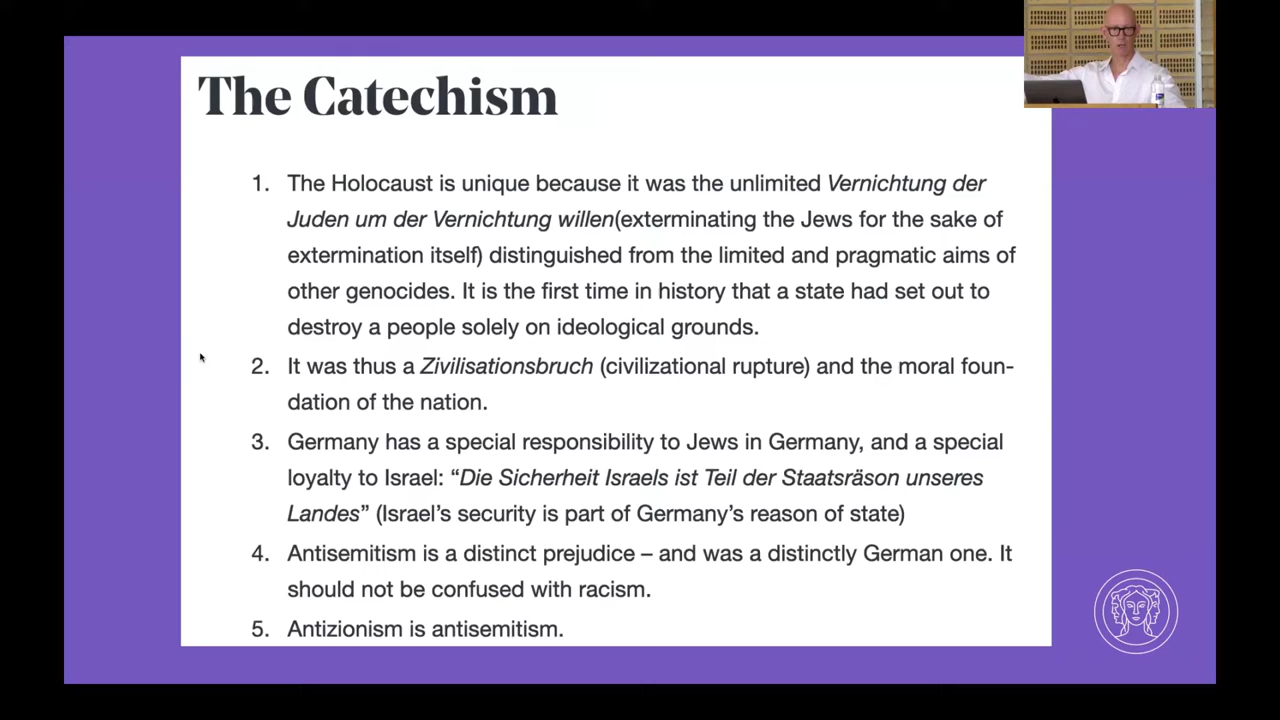 The Catechism
1. The Holocaust is unique because it was the unlimited Vernichtung der
Juden um der Vernichtung willen(exterminating the Jews for the sake of
extermination itself) distinguished from the limited and pragmatic aims of
other genocides. It is the first time in history that a state had set out to
destroy a people solely on ideological grounds.
2. It was thus a Zivilisationsbruch (civilizational rupture) and the moral foun-
dation of the nation.
3. Germany has a special responsibility to Jews in Germany, and a special
loyalty to Israel: “Die Sicherheit Israels ist Teil der Staatsräson unseres
Landes” (Israel’s security is part of Germany’s reason of state)
4. Antisemitism is a distinct prejudice – and was a distinctly German one. It
should not be confused with racism.
5. Antizionism is antisemitism.